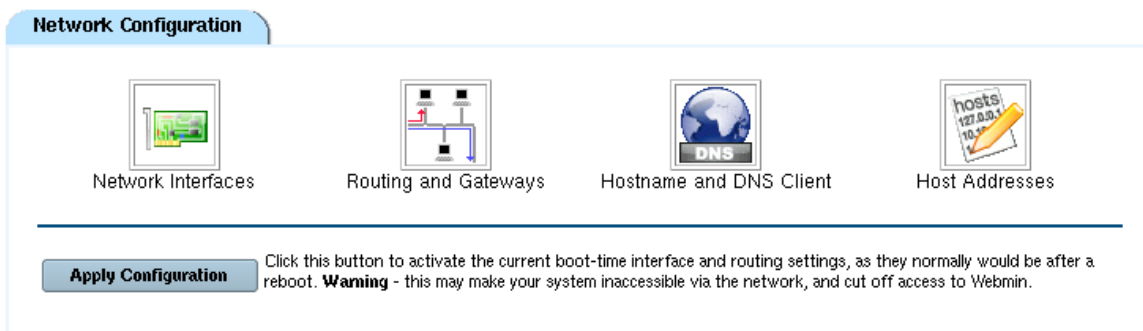 Network Configuration
hosts
127.0.0.1
DNS
Network Interfaces
Routing and Gateways
Hostname and DNS Client
Host Addresses
Apply Configuration
Click this button to activate the current boot-time interface and routing settings, as they normally would be after a
reboot. Warning - this may make your system inaccessible via the network, and cut off access to Webmin.